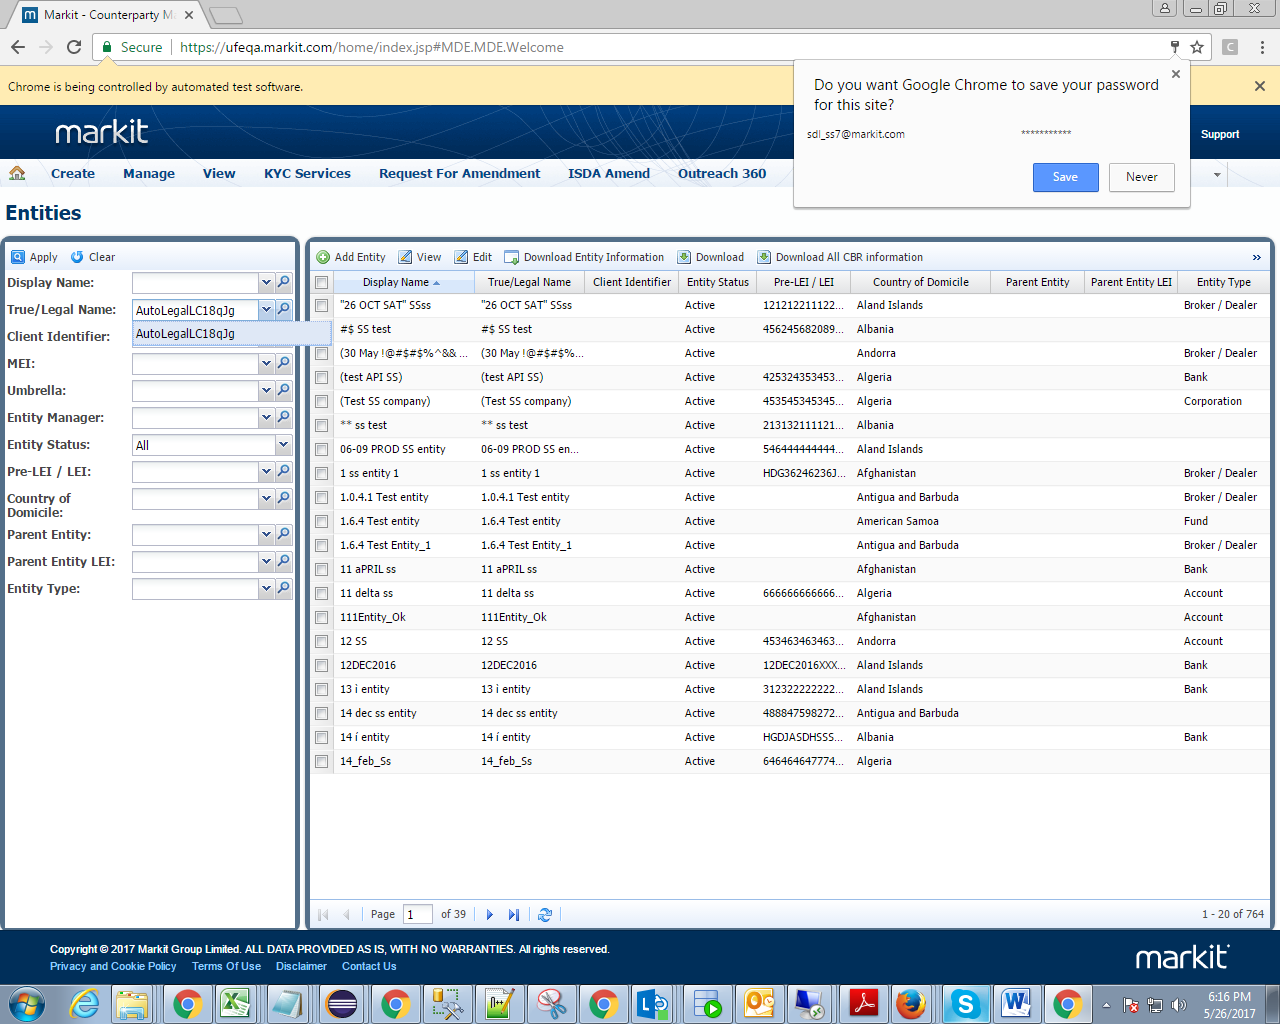 Markit - Counterparty Ma
Secure https://ufeqa.markit.com/home/index.jsp#MDE.MDE.Welcome
Chrome is being controlled by automated test software.
Do you want Google Chrome to save your password for this site?
sdl_ss7@markit.com ***********
Save Never
markit
Support
Create Manage View KYC Services Request For Amendment ISDA Amend Outreach 360
Entities
Apply Clear
Display Name:
True/Legal Name: AutoLegalLC18qJg
AutoLegalLC18qJg
Client Identifier:
MEI:
Umbrella:
Entity Manager:
Entity Status: All
Pre-LEI / LEI:
Country of Domicile:
Parent Entity:
Parent Entity LEI:
Entity Type:
Add Entity View Edit Download Entity Information Download Download All CBR information »
Display Name True/Legal Name Client Identifier Entity Status Pre-LEI / LEI Country of Domicile Parent Entity Parent Entity LEI Entity Type
"26 OCT SAT" SSss "26 OCT SAT" SSss Active 121212211122... Aland Islands Broker / Dealer
#$ SS test #$ SS test Active 456245682089... Albania
(30 May !@#$#$%^&& ... (30 May !@#$#$%... Active Andorra Broker / Dealer
(test API SS) (test API SS) Active 425324353453... Algeria Bank
(Test SS company) (Test SS company) Active 453545345345... Algeria Corporation
** ss test ** ss test Active 213132111121... Albania
06-09 PROD SS entity 06-09 PROD SS en... Active 546444444444... Aland Islands
1 ss entity 1 1 ss entity 1 Active HDG36246236J... Afghanistan Broker / Dealer
1.0.4.1 Test entity 1.0.4.1 Test entity Active Antigua and Barbuda Broker / Dealer
1.6.4 Test entity 1.6.4 Test entity Active American Samoa Fund
1.6.4 Test Entity_1 1.6.4 Test Entity_1 Active Antigua and Barbuda Broker / Dealer
11 aPRIL ss 11 aPRIL ss Active Afghanistan Bank
11 delta ss 11 delta ss Active 666666666666... Algeria Account
111Entity_Ok 111Entity_Ok Active Afghanistan Account
12 SS 12 SS Active 453463463463... Andorra Account
12DEC2016 12DEC2016 Active 12DEC2016XXX... Aland Islands Bank
13 i entity 13 i entity Active 312322222222... Aland Islands Bank
14 dec ss entity 14 dec ss entity Active 488847598272... Antigua and Barbuda
14 í entity 14 í entity Active HGDJASDHSSS... Albania Bank
14_feb_Ss 14_feb_Ss Active 646464647774... Algeria
Page 1 of 39 1 - 20 of 764
Copyright © 2017 Markit Group Limited. ALL DATA PROVIDED AS IS, WITH NO WARRANTIES. All rights reserved.
Privacy and Cookie Policy Terms Of Use Disclaimer Contact Us
markit
6:16 PM
5/26/2017